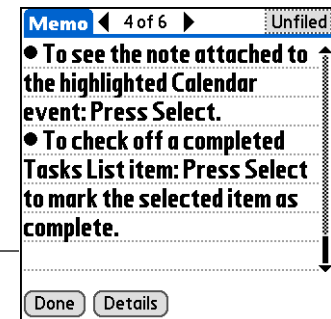 Memo 4 of 6 Unfiled
● To see the note attached to
the highlighted Calendar
event: Press Select.
● To check off a completed
Tasks List item: Press Select
to mark the selected item as
complete.
Done Details